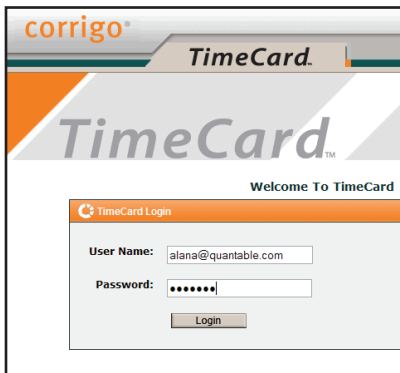 corrigo®
TimeCard™
TimeCard™
Welcome To TimeCard
TimeCard Login
User Name: alana@quantable.com
Password: •••••••
Login